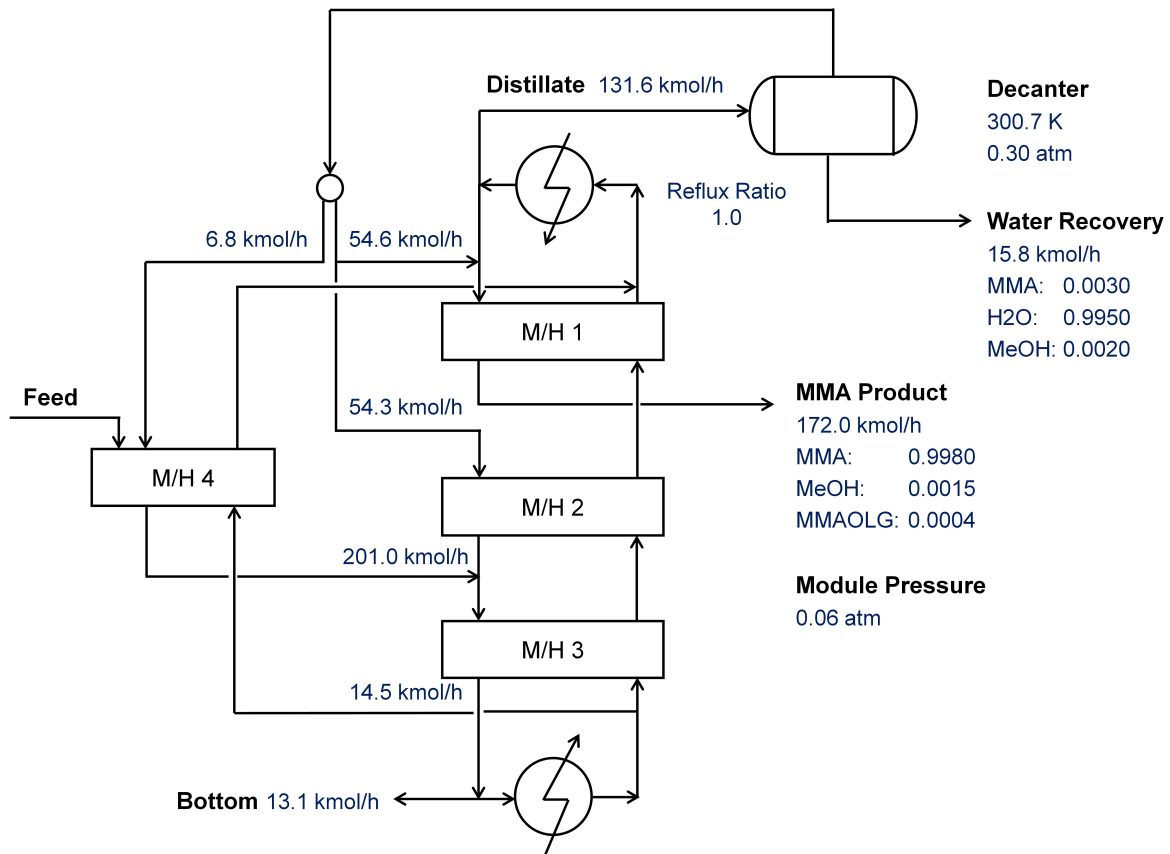 Distillate 131.6 kmol/h
Decanter
300.7 K
0.30 atm
Reflux Ratio
1.0
6.8 kmol/h
54.6 kmol/h
Water Recovery
15.8 kmol/h
MMA: 0.0030
H2O: 0.9950
MeOH: 0.0020
M/H 1
Feed
54.3 kmol/h
MMA Product
172.0 kmol/h
MMA: 0.9980
MeOH: 0.0015
MMAOLG: 0.0004
M/H 4
M/H 2
201.0 kmol/h
Module Pressure
0.06 atm
M/H 3
14.5 kmol/h
Bottom 13.1 kmol/h